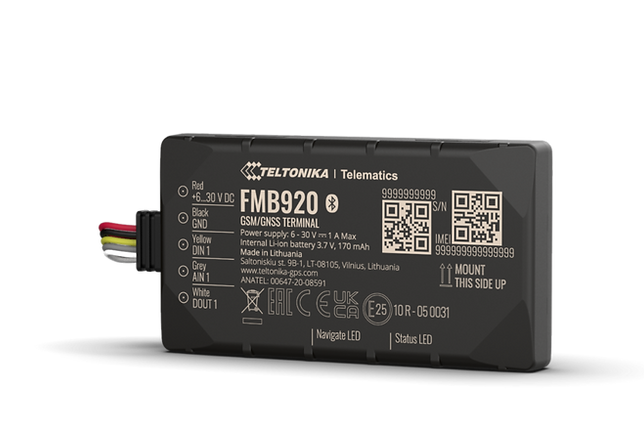 TELTONIKA | Telematics
Red
+6...30 V DC
Black
GND
Yellow
DIN 1
Grey
AIN 1
White
DOUT 1
FMB920
GSM/GNSS TERMINAL
Power supply: 6 - 30 V ⎓ 1 A Max
Internal Li-ion battery 3.7 V, 170 mAh
Made in Lithuania
Saltoniskiu st. 9B-1, LT-08105, Vilnius, Lithuania
www.teltonika-gps.com
ANATEL: 00647-20-08591
EAC CE UKCA E25 10 R - 05 0031
9999999999
S/N
IMEI
999999999999999
MOUNT
THIS SIDE UP
Navigate LED
Status LED